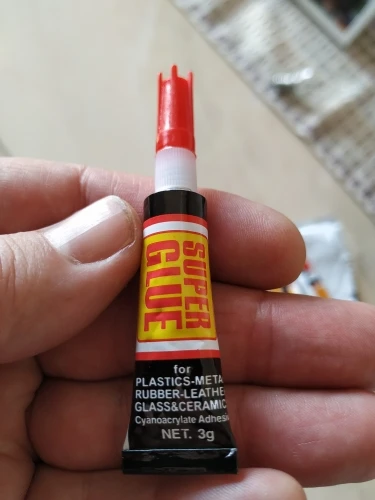 SUPER
GLUE
for
PLASTICS-META
RUBBER-LEATHE
GLASS&CERAMIC
Cyanoacrylate Adhesi
NET. 3g